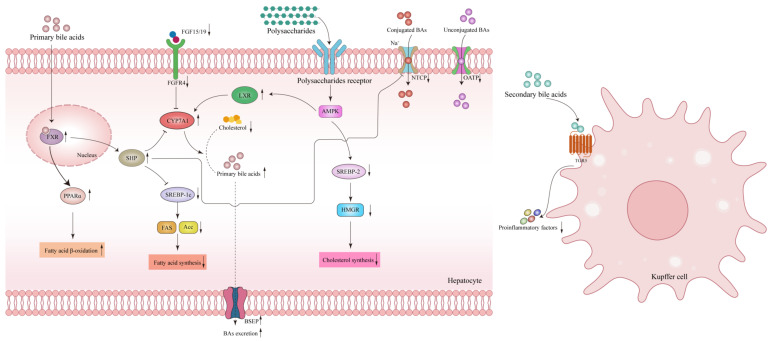 Primary bile acids
FGF15/19
FGFR4
Polysaccharides
Polysaccharides receptor
Conjugated BAs
Na+
NTCP
Unconjugated BAs
OATP
FXR
Nucleus
SHP
CYP7A1
LXR
AMPK
Cholesterol
Primary bile acids
PPARα
SREBP-1c
FAS
Acc
SREBP-2
HMGR
Fatty acid β-oxidation
Fatty acid synthesis
Cholesterol synthesis
Hepatocyte
BSEP
BAs excretion
Secondary bile acids
TGR5
Proinflammatory factors
Kupffer cell